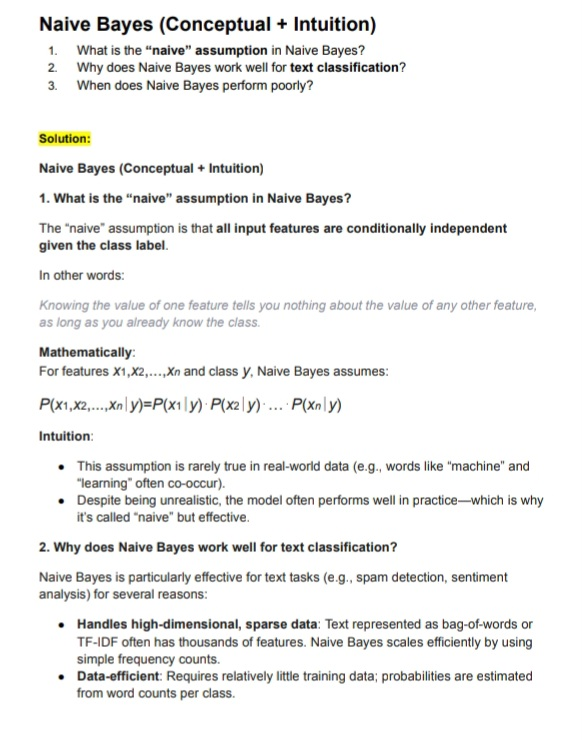 Naive Bayes (Conceptual + Intuition)
1. What is the “naive” assumption in Naive Bayes?
2. Why does Naive Bayes work well for text classification?
3. When does Naive Bayes perform poorly?
Solution:
Naive Bayes (Conceptual + Intuition)
1. What is the “naive” assumption in Naive Bayes?
The “naive” assumption is that all input features are conditionally independent
given the class label.
In other words:
Knowing the value of one feature tells you nothing about the value of any other feature,
as long as you already know the class.
Mathematically:
For features x1,x2,...,xn and class y, Naive Bayes assumes:
P(x1,x2,...,xn∣y)=P(x1∣y)⋅P(x2∣y)⋅...⋅P(xn∣y)
Intuition:
• This assumption is rarely true in real-world data (e.g., words like “machine” and
“learning” often co-occur).
• Despite being unrealistic, the model often performs well in practice—which is why
it’s called “naive” but effective.
2. Why does Naive Bayes work well for text classification?
Naive Bayes is particularly effective for text tasks (e.g., spam detection, sentiment
analysis) for several reasons:
• Handles high-dimensional, sparse data: Text represented as bag-of-words or
TF-IDF often has thousands of features. Naive Bayes scales efficiently by using
simple frequency counts.
• Data-efficient: Requires relatively little training data; probabilities are estimated
from word counts per class.